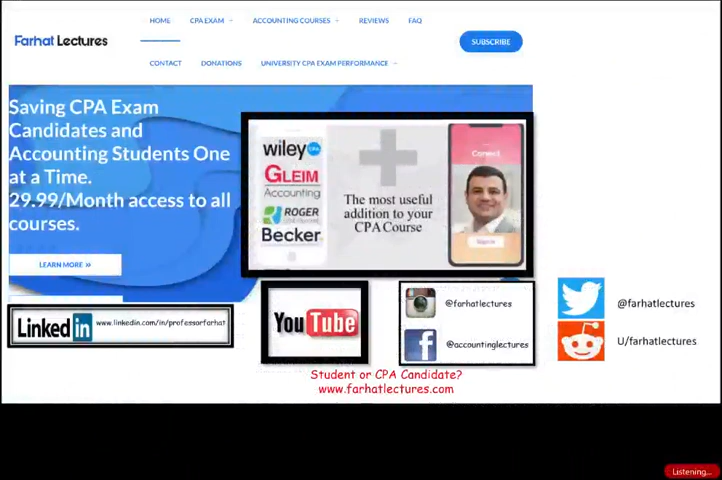 HOME CPA EXAM ACCOUNTING COURSES REVIEWS FAQ
Farhat Lectures
SUBSCRIBE
CONTACT DONATIONS UNIVERSITY CPA EXAM PERFORMANCE
Saving CPA Exam
Candidates and
Accounting Students One
at a Time.
29.99/Month access to all
courses.
LEARN MORE »
wiley CPA
GLEIM
Accounting
ROGER
Becker.
The most useful
addition to your
CPA Course
LinkedIn www.linkedin.com/in/professorfarhat
YouTube
@farhatlectures
@accountinglectures
@farhatlectures
U/farhatlectures
Student or CPA Candidate?
www.farhatlectures.com
Listening...